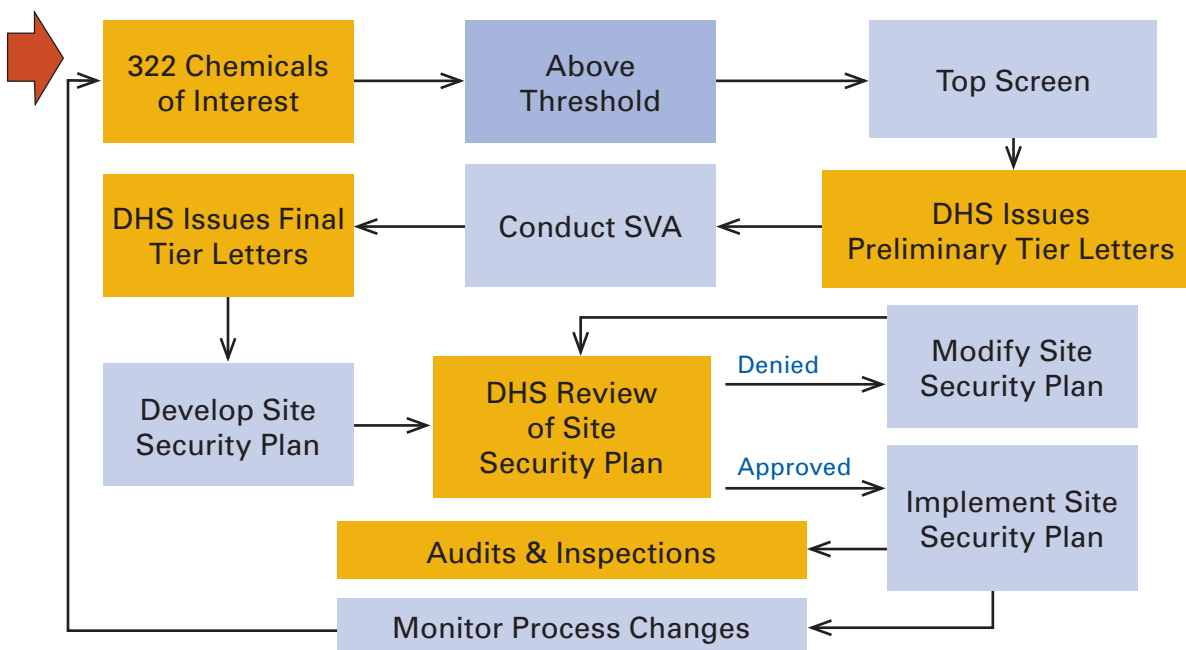 322 Chemicals
of Interest
Above
Threshold
Top Screen
DHS Issues Final
Tier Letters
Conduct SVA
DHS Issues
Preliminary Tier Letters
Develop Site
Security Plan
DHS Review
of Site
Security Plan
Denied
Modify Site
Security Plan
Approved
Implement Site
Security Plan
Audits & Inspections
Monitor Process Changes